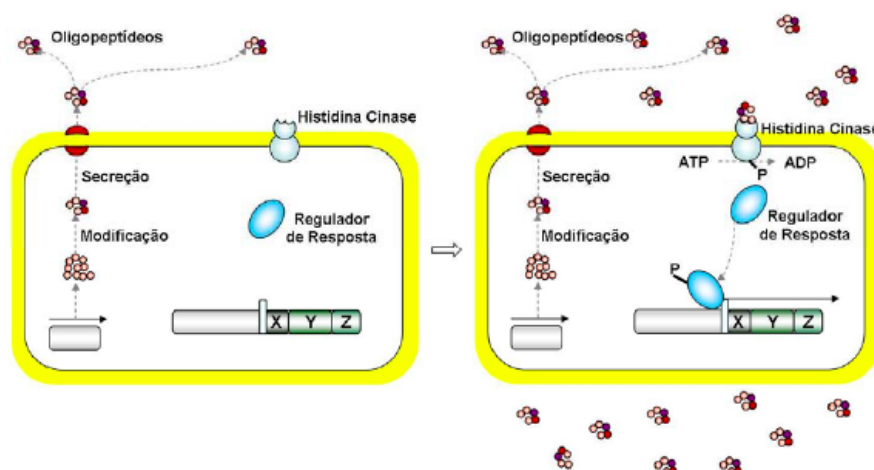 Oligopeptídeos
Histidina Cinase
Secreção
Modificação
Regulador
de Resposta
X Y Z
Oligopeptídeos
Histidina Cinase
ATP ADP
P
Secreção
Modificação
Regulador
de Resposta
P
X Y Z